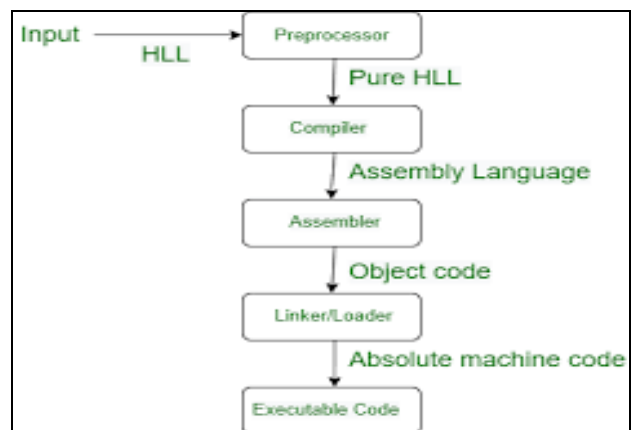 Input
HLL
Preprocessor
Pure HLL
Compiler
Assembly Language
Assembler
Object code
Linker/Loader
Absolute machine code
Executable Code